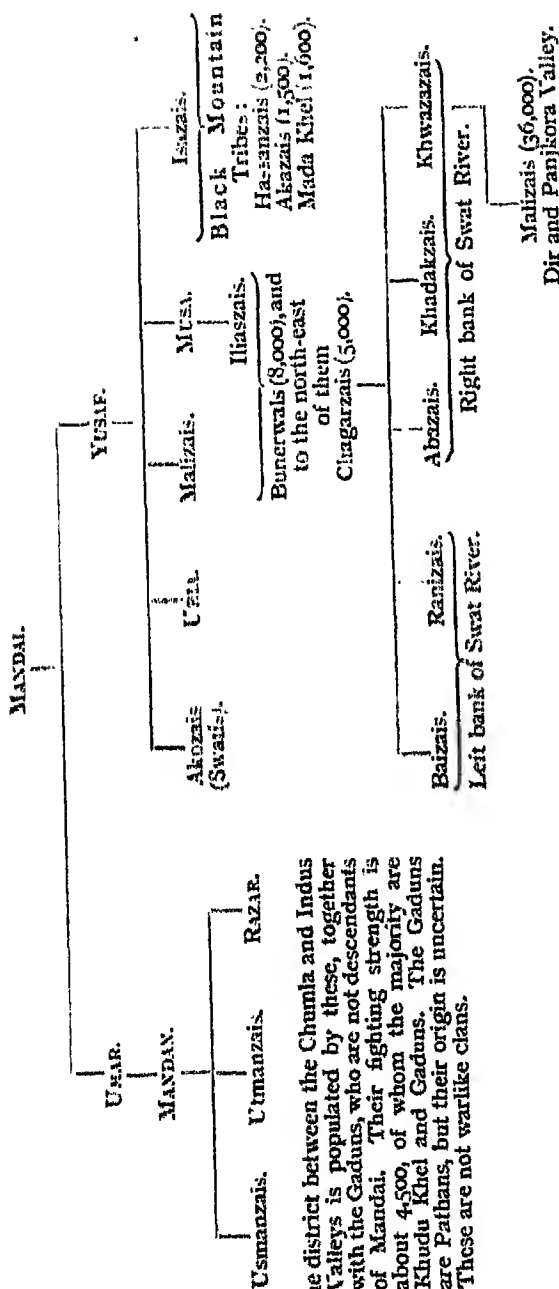 MANDAI.
UMAR.
YUSAF.
MANDAN.
Usmanzais.
Utmanzais.
RAZAR.
Akozais
(Swatis).
Malizais.
MUSA.
Iliaszais.
Isazais.
Black Mountain
Tribes:
Hassanzais (2,200).
Akazais (1,500).
Mada Khel (1,600).
Bunerwals (8,000), and
to the north-east
of them
Chagarzais (5,000).
Baizais.
Ranizais.
Left bank of Swat River.
Abazais.
Khadakzais.
Khwazazais.
Right bank of Swat River.
Malizais (36,000).
Dir and Panjkora Valley.
e district between the Chumla and Indus
Valleys is populated by these, together
with the Gaduns, who are not descendants
of Mandai. Their fighting strength is
about 4,500, of whom the majority are
Khudu Khel and Gaduns. The Gaduns
are Pathans, but their origin is uncertain.
These are not warlike clans.